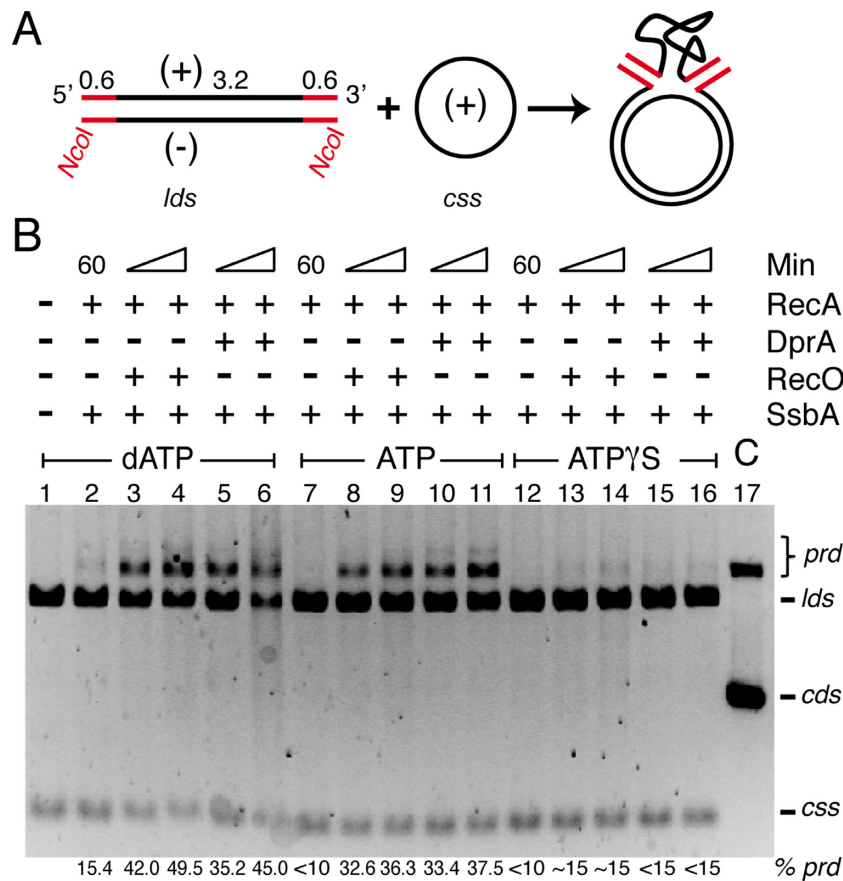 A
0.6 (+) 3.2 0.6
5' 3' + (+)
NcoI (-) NcoI
lds css
B
60 60 60 Min
- + + + + + + + + + + + + + + + RecA
- - - - + + - - - + + - - - + + DprA
- - + + - - - + + - - - + + - - RecO
- + + + + + + + + + + + + + + + SsbA
dATP ATP ATPγS C
1 2 3 4 5 6 7 8 9 10 11 12 13 14 15 16 17
prd
lds
cds
css
15.4 42.0 49.5 35.2 45.0 <10 32.6 36.3 33.4 37.5 <10 ~15 ~15 <15 <15 % prd